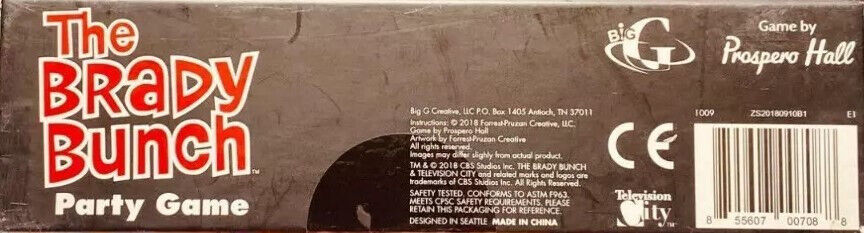 The
BRADY
BUNCH™
Party Game
Big G Creative, LLC P.O. Box 1405 Antioch, TN 37011
Instructions: © 2018 Forrest-Pruzan Creative, LLC.
Game by Prospero Hall
Artwork by Forrest-Pruzan Creative
All rights reserved.
Images may differ slighly from actual product.
TM & © 2018 CBS Studios Inc. THE BRADY BUNCH
& TELEVISION CITY and related marks and logos are
trademarks of CBS Studios Inc. All Rights Reserved.
SAFETY TESTED. CONFORMS TO ASTM F963.
MEETS CPSC SAFETY REQUIREMENTS. PLEASE
RETAIN THIS PACKAGING FOR REFERENCE.
DESIGNED IN SEATTLE MADE IN CHINA
BIG G
CE
Television
City™
Game by
Prospero Hall
1009 ZS20180910B1 E1
8 55607 00708 8